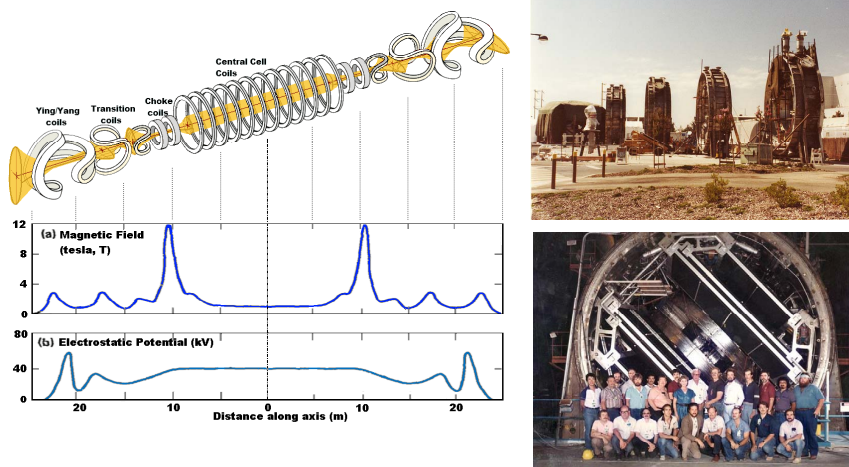 Central Cell
Coils
Choke
coils
Transition
coils
Ying/Yang
coils
12
8
4
0
(a) Magnetic Field
(tesla, T)
80
40
0
(b) Electrostatic Potential (kV)
20
10
0
10
20
Distance along axis (m)